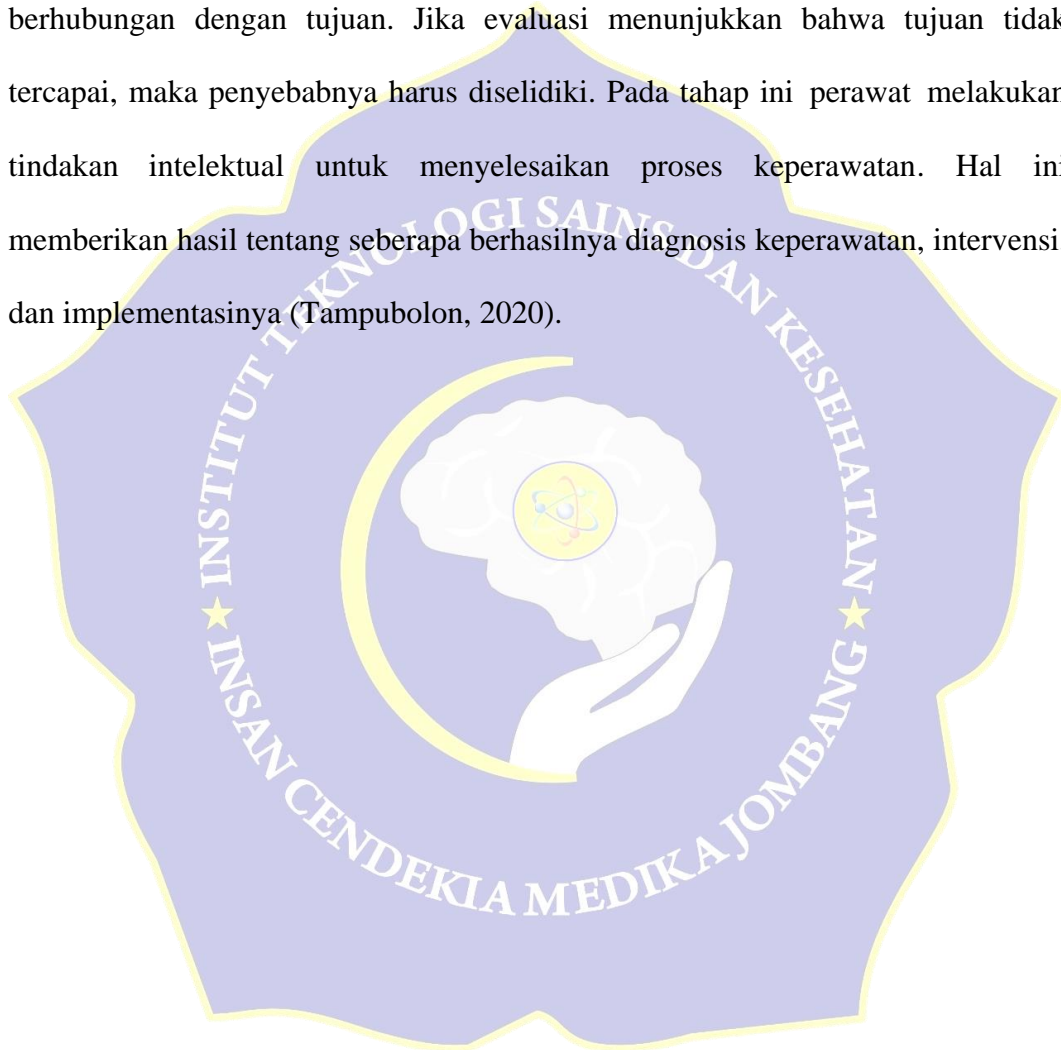 berhubungan dengan tujuan. Jika evaluasi menunjukkan bahwa tujuan tidak
tercapai, maka penyebabnya harus diselidiki. Pada tahap ini perawat melakukan
tindakan intelektual untuk menyelesaikan proses keperawatan. Hal ini
memberikan hasil tentang seberapa berhasilnya diagnosis keperawatan, intervensi
dan implementasinya (Tampubolon, 2020).
INSTITUT TEKNOLOGI SAINS DAN KESEHATAN
INSAN CENDEKIA MEDIKA JOMBANG